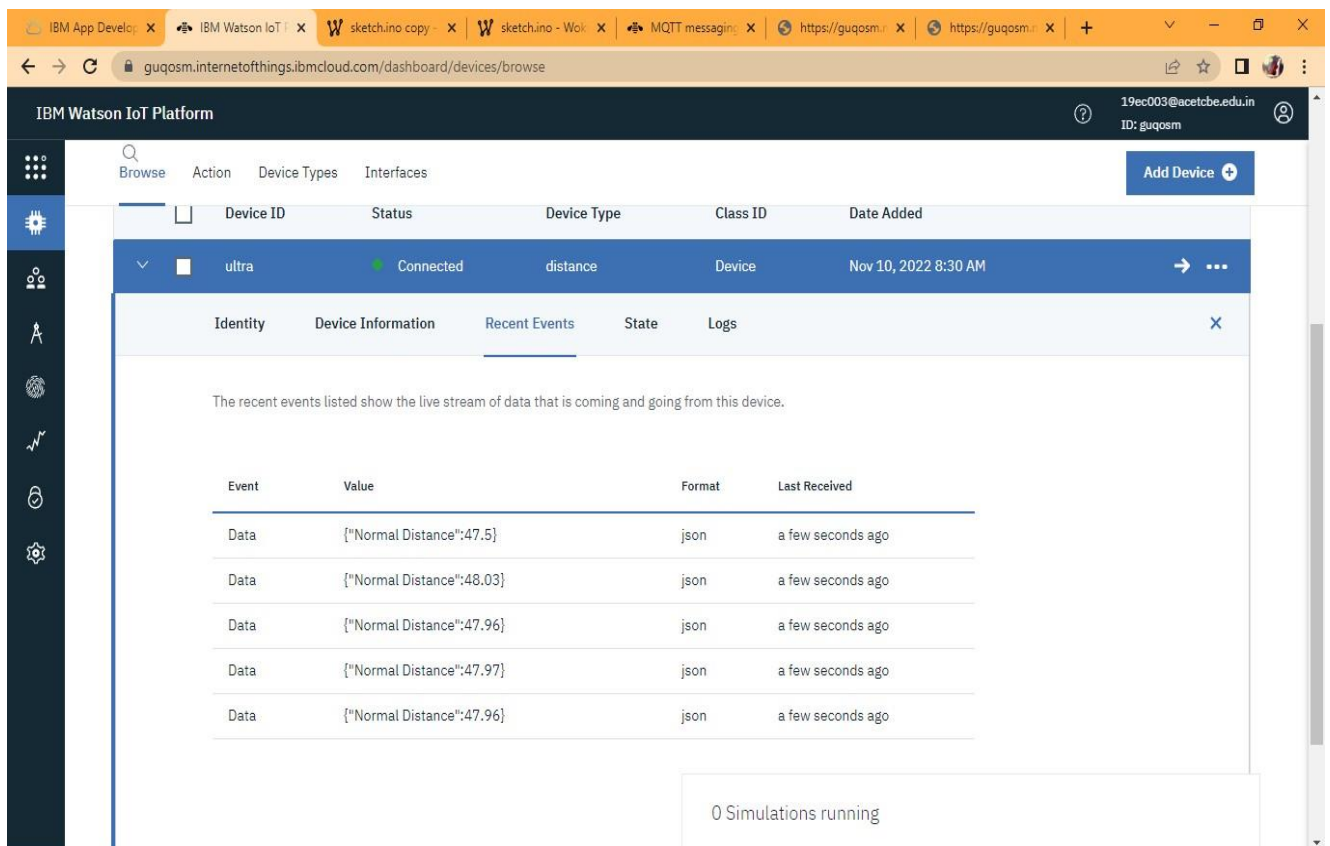 IBM App Develop IBM Watson IoT P sketch.ino copy - sketch.ino - Wok MQTT messaging https://guqosm.n https://guqosm.n
guqosm.internetofthings.ibmcloud.com/dashboard/devices/browse
IBM Watson IoT Platform
19ec003@acetcbe.edu.in
ID: guqosm
Browse Action Device Types Interfaces
Add Device
Device ID Status Device Type Class ID Date Added
ultra Connected distance Device Nov 10, 2022 8:30 AM
Identity Device Information Recent Events State Logs
The recent events listed show the live stream of data that is coming and going from this device.
Event Value Format Last Received
Data {"Normal Distance":47.5} json a few seconds ago
Data {"Normal Distance":48.03} json a few seconds ago
Data {"Normal Distance":47.96} json a few seconds ago
Data {"Normal Distance":47.97} json a few seconds ago
Data {"Normal Distance":47.96} json a few seconds ago
0 Simulations running